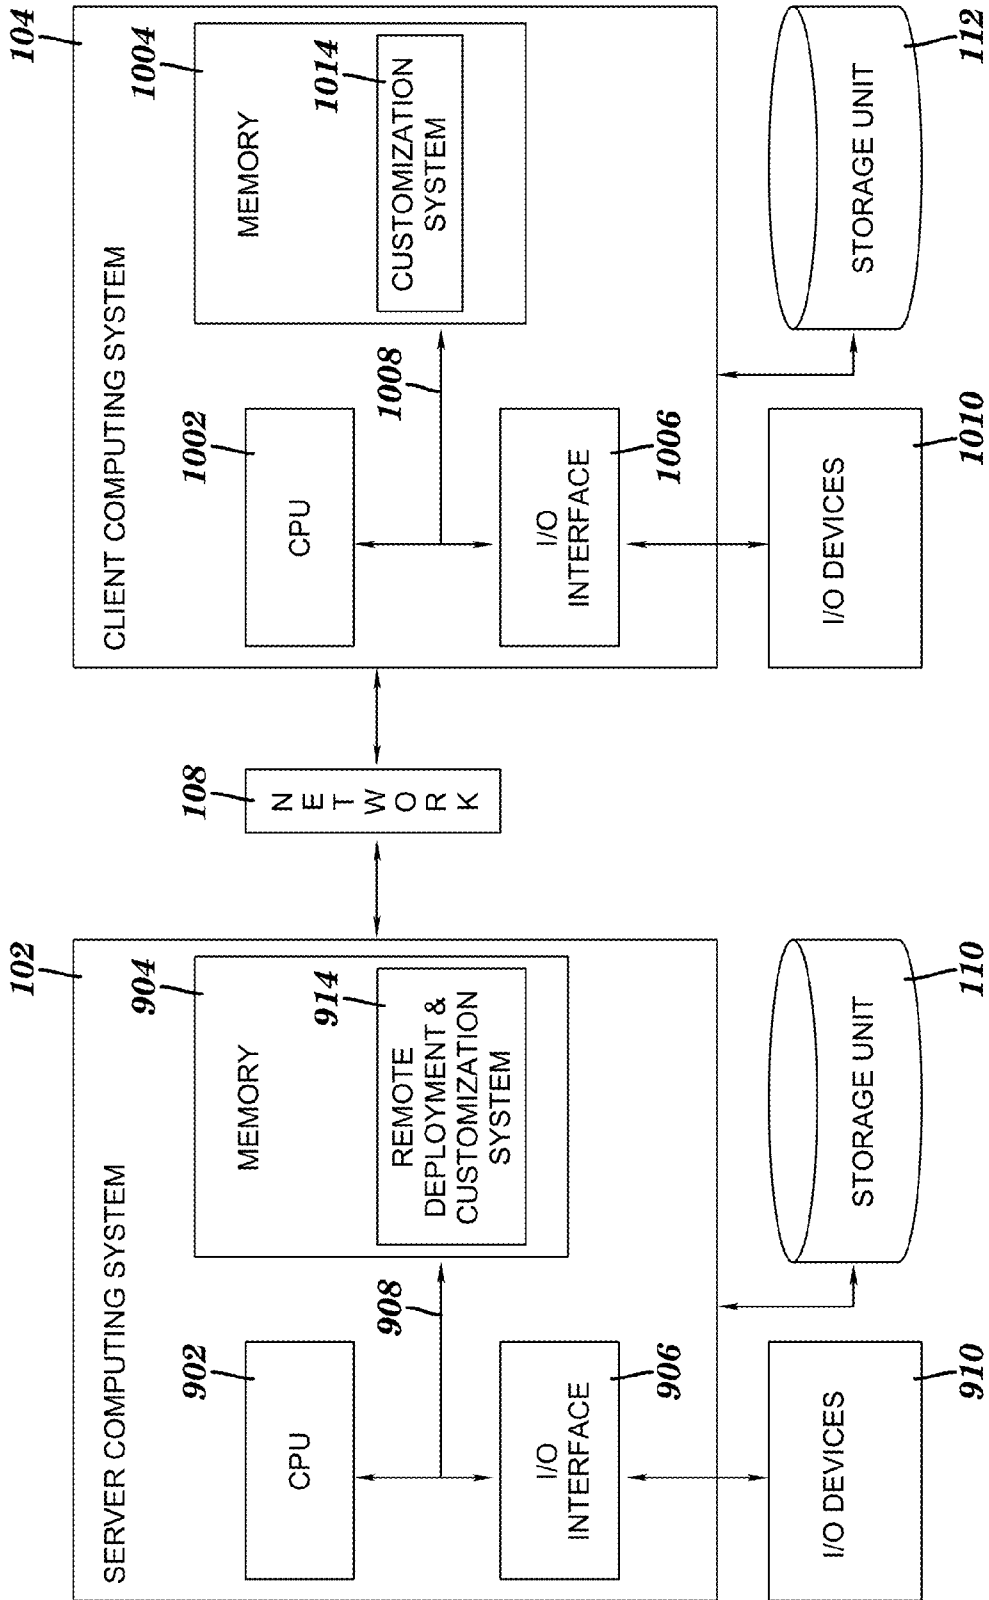 102
SERVER COMPUTING SYSTEM
902
CPU
904
MEMORY
914
REMOTE
DEPLOYMENT &
CUSTOMIZATION
SYSTEM
908
906
I/O
INTERFACE
910
I/O DEVICES
110
STORAGE UNIT
108
NETWORK
104
CLIENT COMPUTING SYSTEM
1002
CPU
1004
MEMORY
1014
CUSTOMIZATION
SYSTEM
1008
1006
I/O
INTERFACE
1010
I/O DEVICES
112
STORAGE UNIT